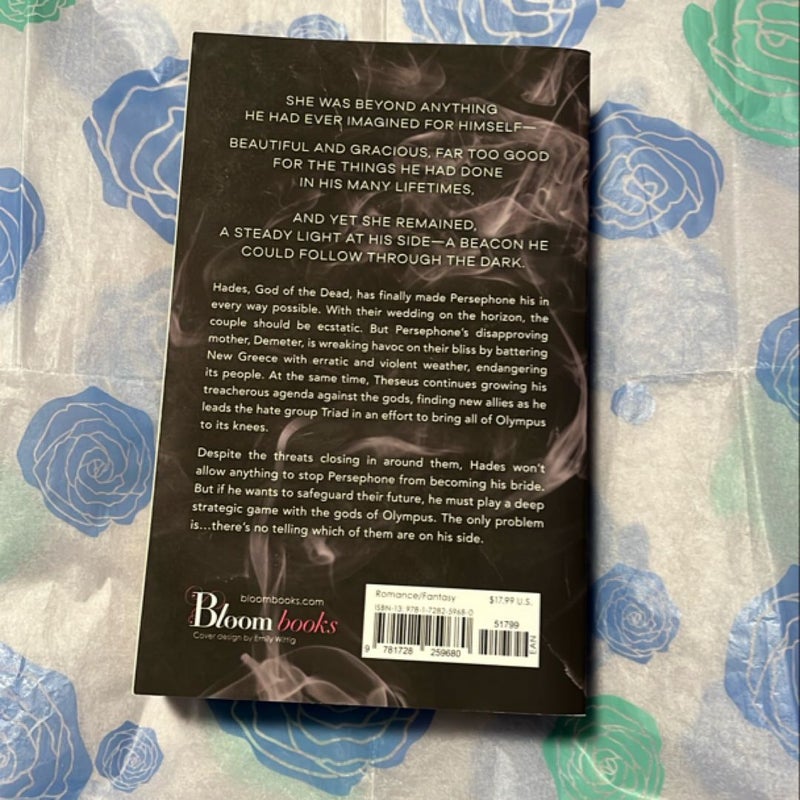 SHE WAS BEYOND ANYTHING
HE HAD EVER IMAGINED FOR HIMSELF—
BEAUTIFUL AND GRACIOUS, FAR TOO GOOD
FOR THE THINGS HE HAD DONE
IN HIS MANY LIFETIMES,
AND YET SHE REMAINED,
A STEADY LIGHT AT HIS SIDE—A BEACON HE
COULD FOLLOW THROUGH THE DARK.
Hades, God of the Dead, has finally made Persephone his in
every way possible. With their wedding on the horizon, the
couple should be ecstatic. But Persephone's disapproving
mother, Demeter, is wreaking havoc on their bliss by battering
New Greece with erratic and violent weather, endangering
its people. At the same time, Theseus continues growing his
treacherous agenda against the gods, finding new allies as he
leads the hate group Triad in an effort to bring all of Olympus
to its knees.
Despite the threats closing in around them, Hades won't
allow anything to stop Persephone from becoming his bride.
But if he wants to safeguard their future, he must play a deep
strategic game with the gods of Olympus. The only problem
is...there's no telling which of them are on his side.
bloombooks.com
Bloom books
Cover design by Emily Wittig
Romance/Fantasy $17.99 U.S.
ISBN-13: 978-1-7282-5968-0
51799
9 781728 259680
EAN